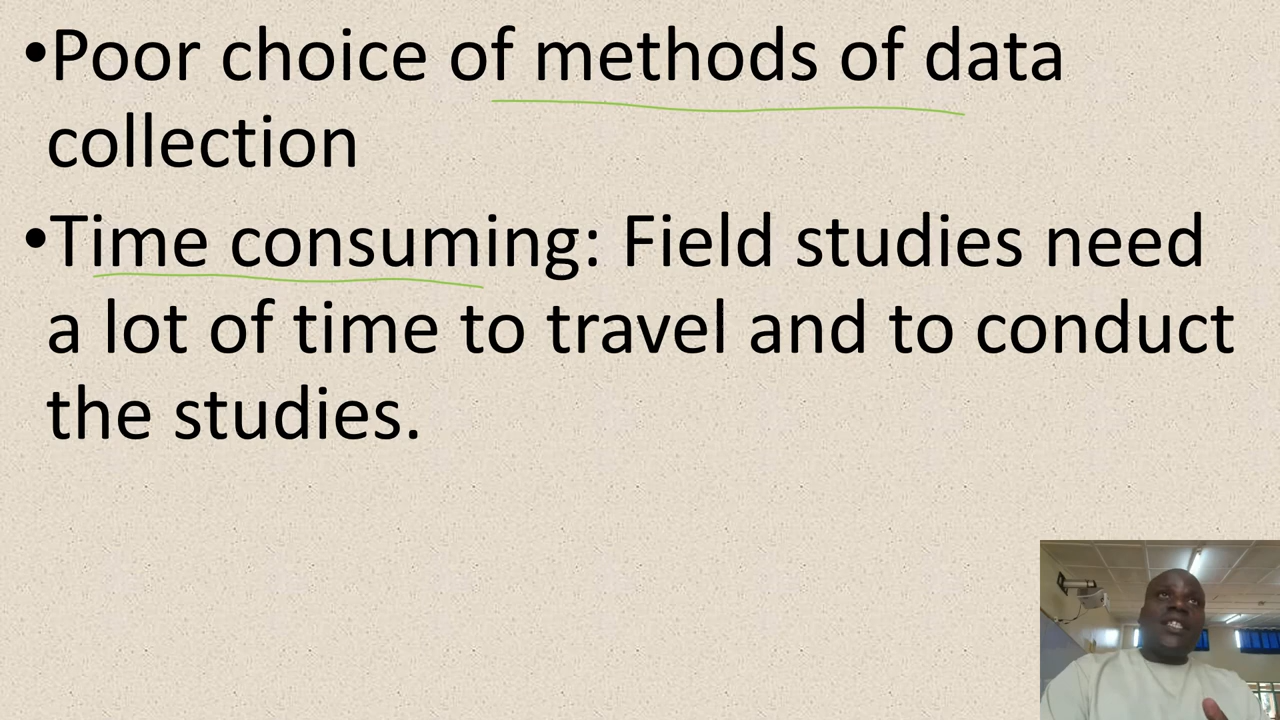 •Poor choice of methods of data
collection
•Time consuming: Field studies need
a lot of time to travel and to conduct
the studies.